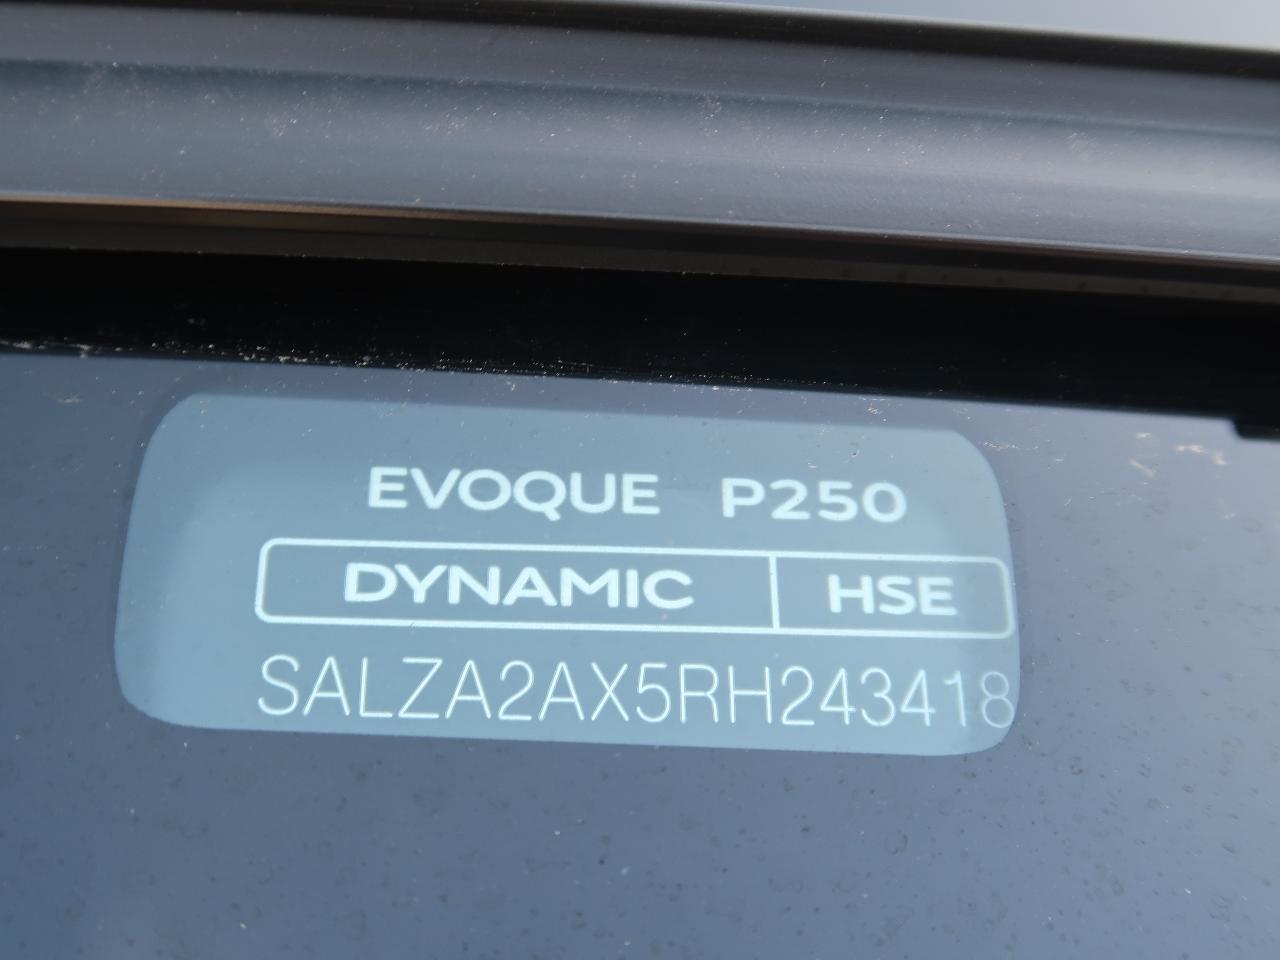 EVOQUE P250
DYNAMIC HSE
SALZA2AX5RH243418